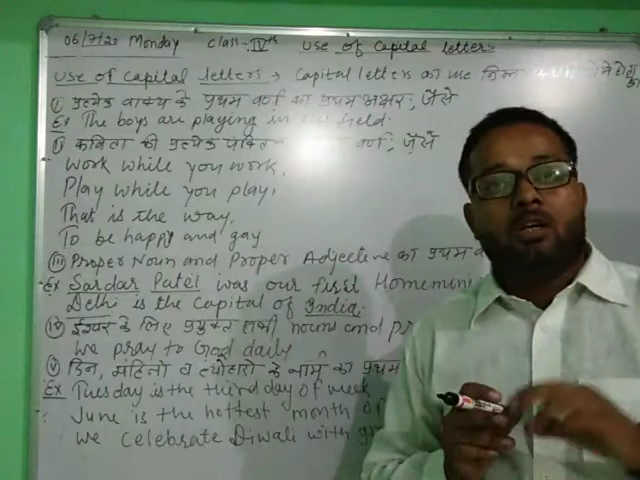 06/7/20 Monday Class-IVth Use of Capital letters
Use of Capital letters → Capital letters का use निम्न
(i) प्रत्येक वाक्य के प्रथम वर्ण का प्रथम अक्षर; जैसे
Ex The boys are playing in field.
(ii) कविता की प्रत्येक पंक्ति वर्ण; जैसे
Work while you work,
Play while you play,
That is the way,
To be happy and gay
(iii) Proper Noun and Proper Adjective का प्रथम
Ex Sardar Patel was our first
Delhi is the Capital of India.
(iv) ईश्वर के लिए प्रयुक्त सभी nouns and
We pray to God daily
(v) दिन, महिनो व त्यौहारो के नामों का प्रथम
Ex Tuesday is the third day of week
June is the hottest month
We celebrate Diwali with